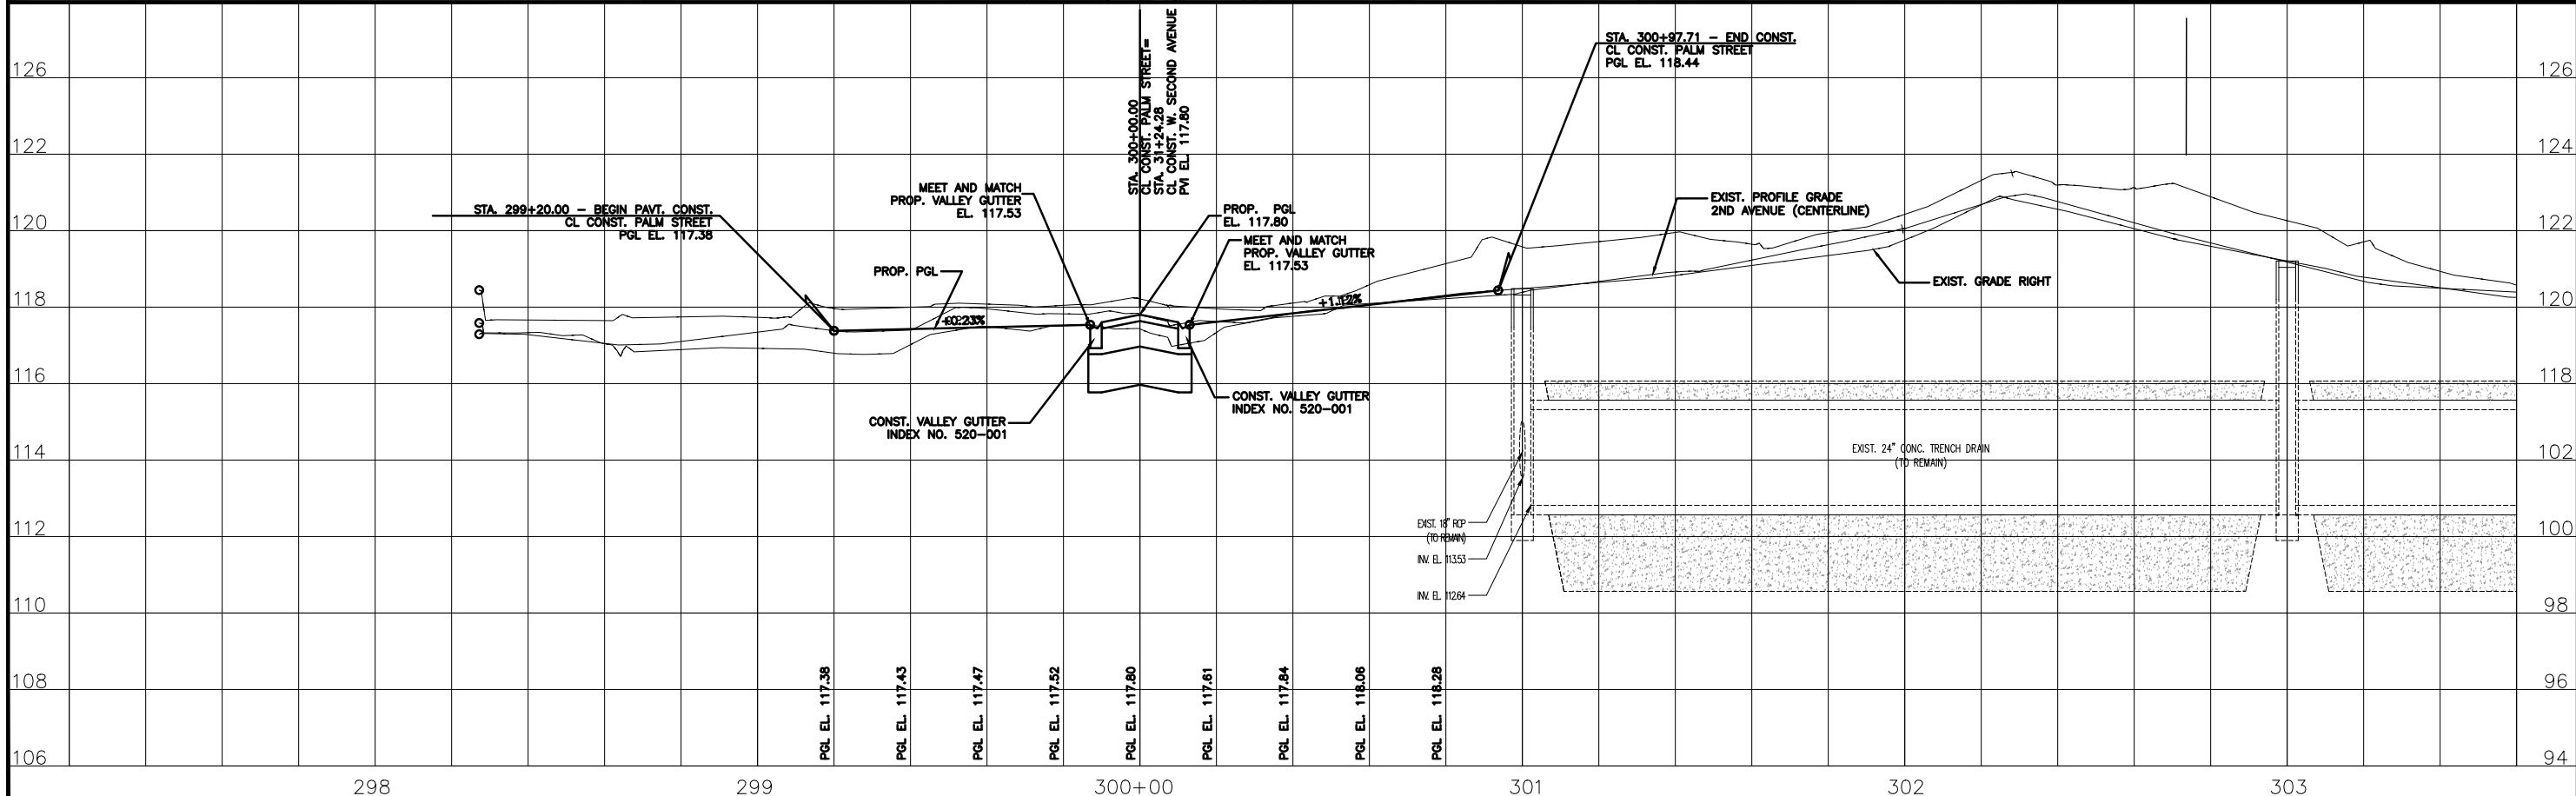 126
122
120
118
116
114
112
110
108
106
126
124
122
120
118
102
100
98
96
94
STA. 299+20.00 - BEGIN PAVT. CONST.
CL CONST. PALM STREET
PGL EL. 117.38
PROP. PGL
MEET AND MATCH
PROP. VALLEY GUTTER
EL. 117.53
STA. 300+00.00
CL CONST. PALM STREET=
STA. 31+24.28
CL CONST. W. SECOND AVENUE
PVI EL. 117.80
PROP. PGL
EL. 117.80
MEET AND MATCH
PROP. VALLEY GUTTER
EL. 117.53
STA. 300+97.71 - END CONST.
CL CONST. PALM STREET
PGL EL. 118.44
EXIST. PROFILE GRADE
2ND AVENUE (CENTERLINE)
EXIST. GRADE RIGHT
+0.23%
+1.12%
CONST. VALLEY GUTTER
INDEX NO. 520-001
CONST. VALLEY GUTTER
INDEX NO. 520-001
EXIST. 24" CONC. TRENCH DRAIN
(TO REMAIN)
EXIST. 18" RCP
(TO REMAIN)
INV. EL. 113.53
INV. EL. 112.64
PGL EL. 117.38
PGL EL. 117.43
PGL EL. 117.47
PGL EL. 117.52
PGL EL. 117.80
PGL EL. 117.61
PGL EL. 117.84
PGL EL. 118.06
PGL EL. 118.28
298
299
300+00
301
302
303